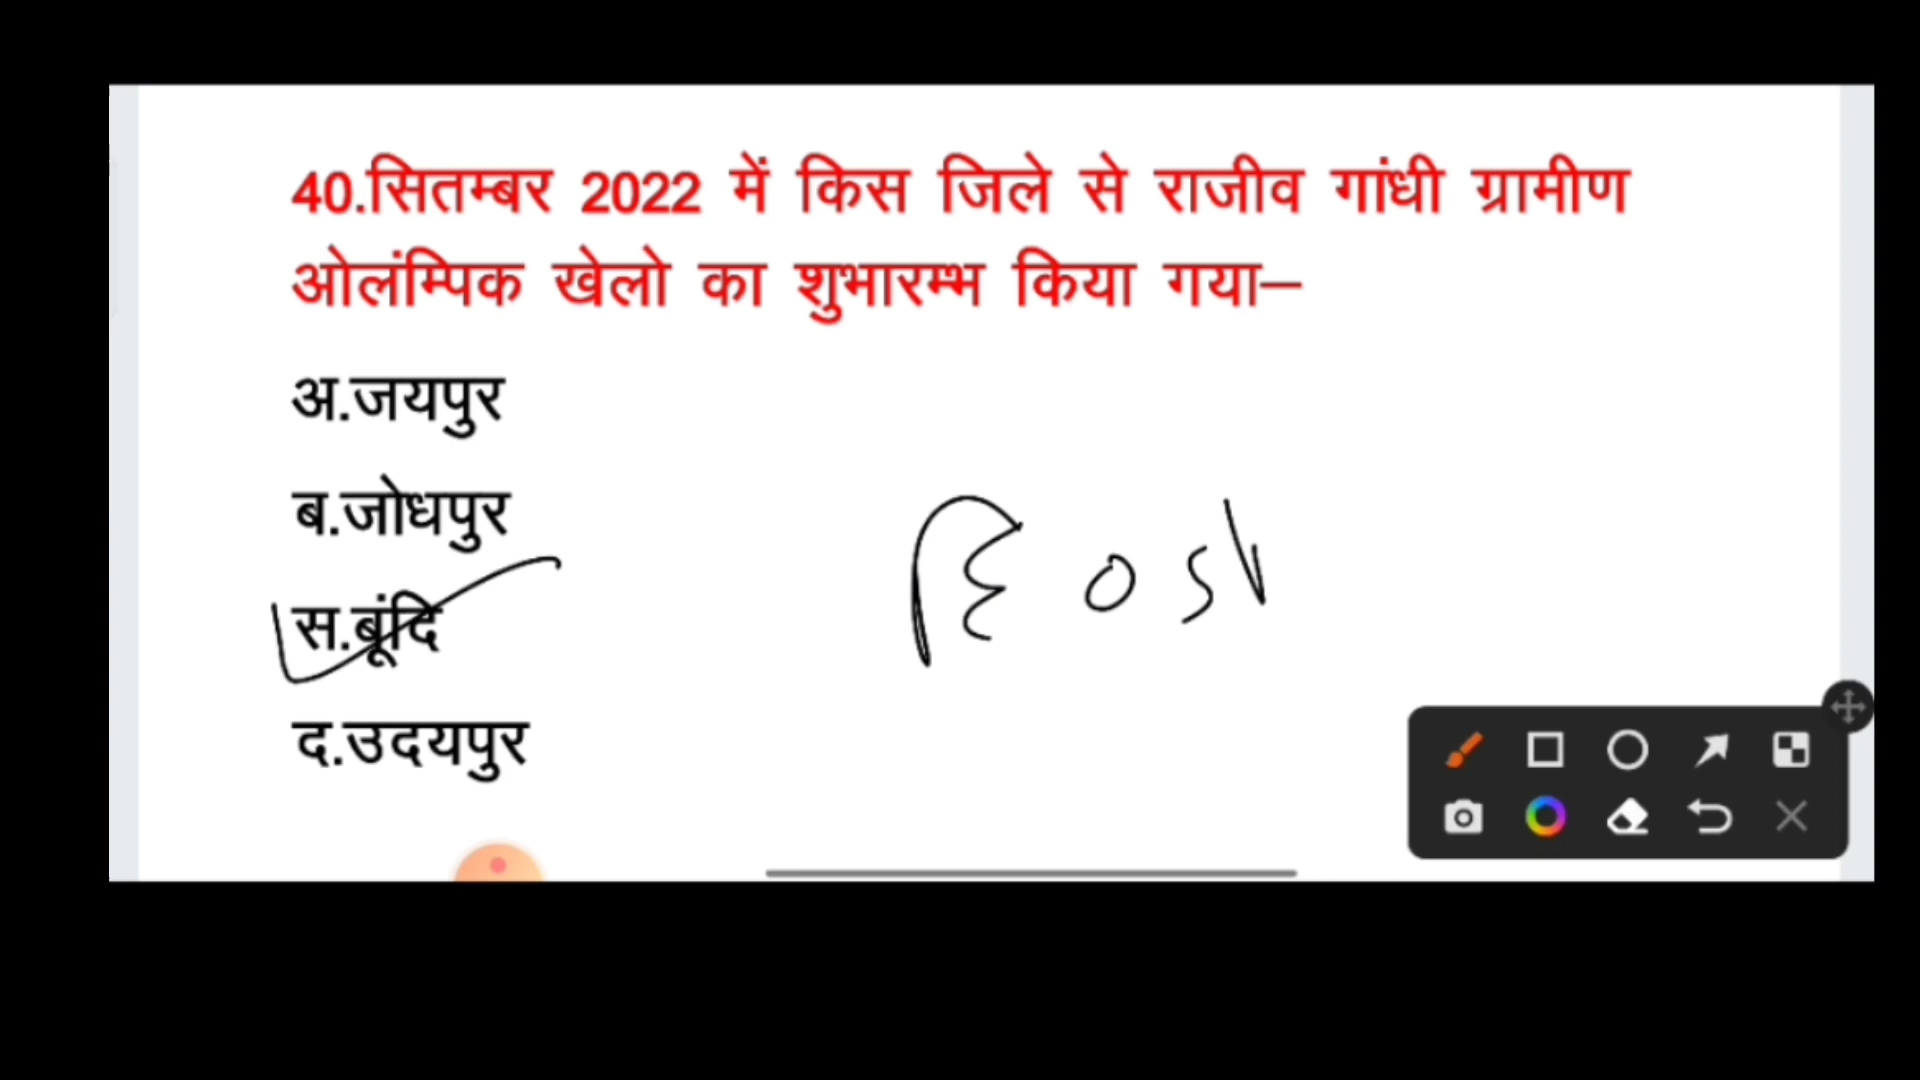 40.सितम्बर 2022 में किस जिले से राजीव गांधी ग्रामीण
ओलंम्पिक खेलो का शुभारम्भ किया गया–
अ.जयपुर
ब.जोधपुर
स.बूंदि
द.उदयपुर